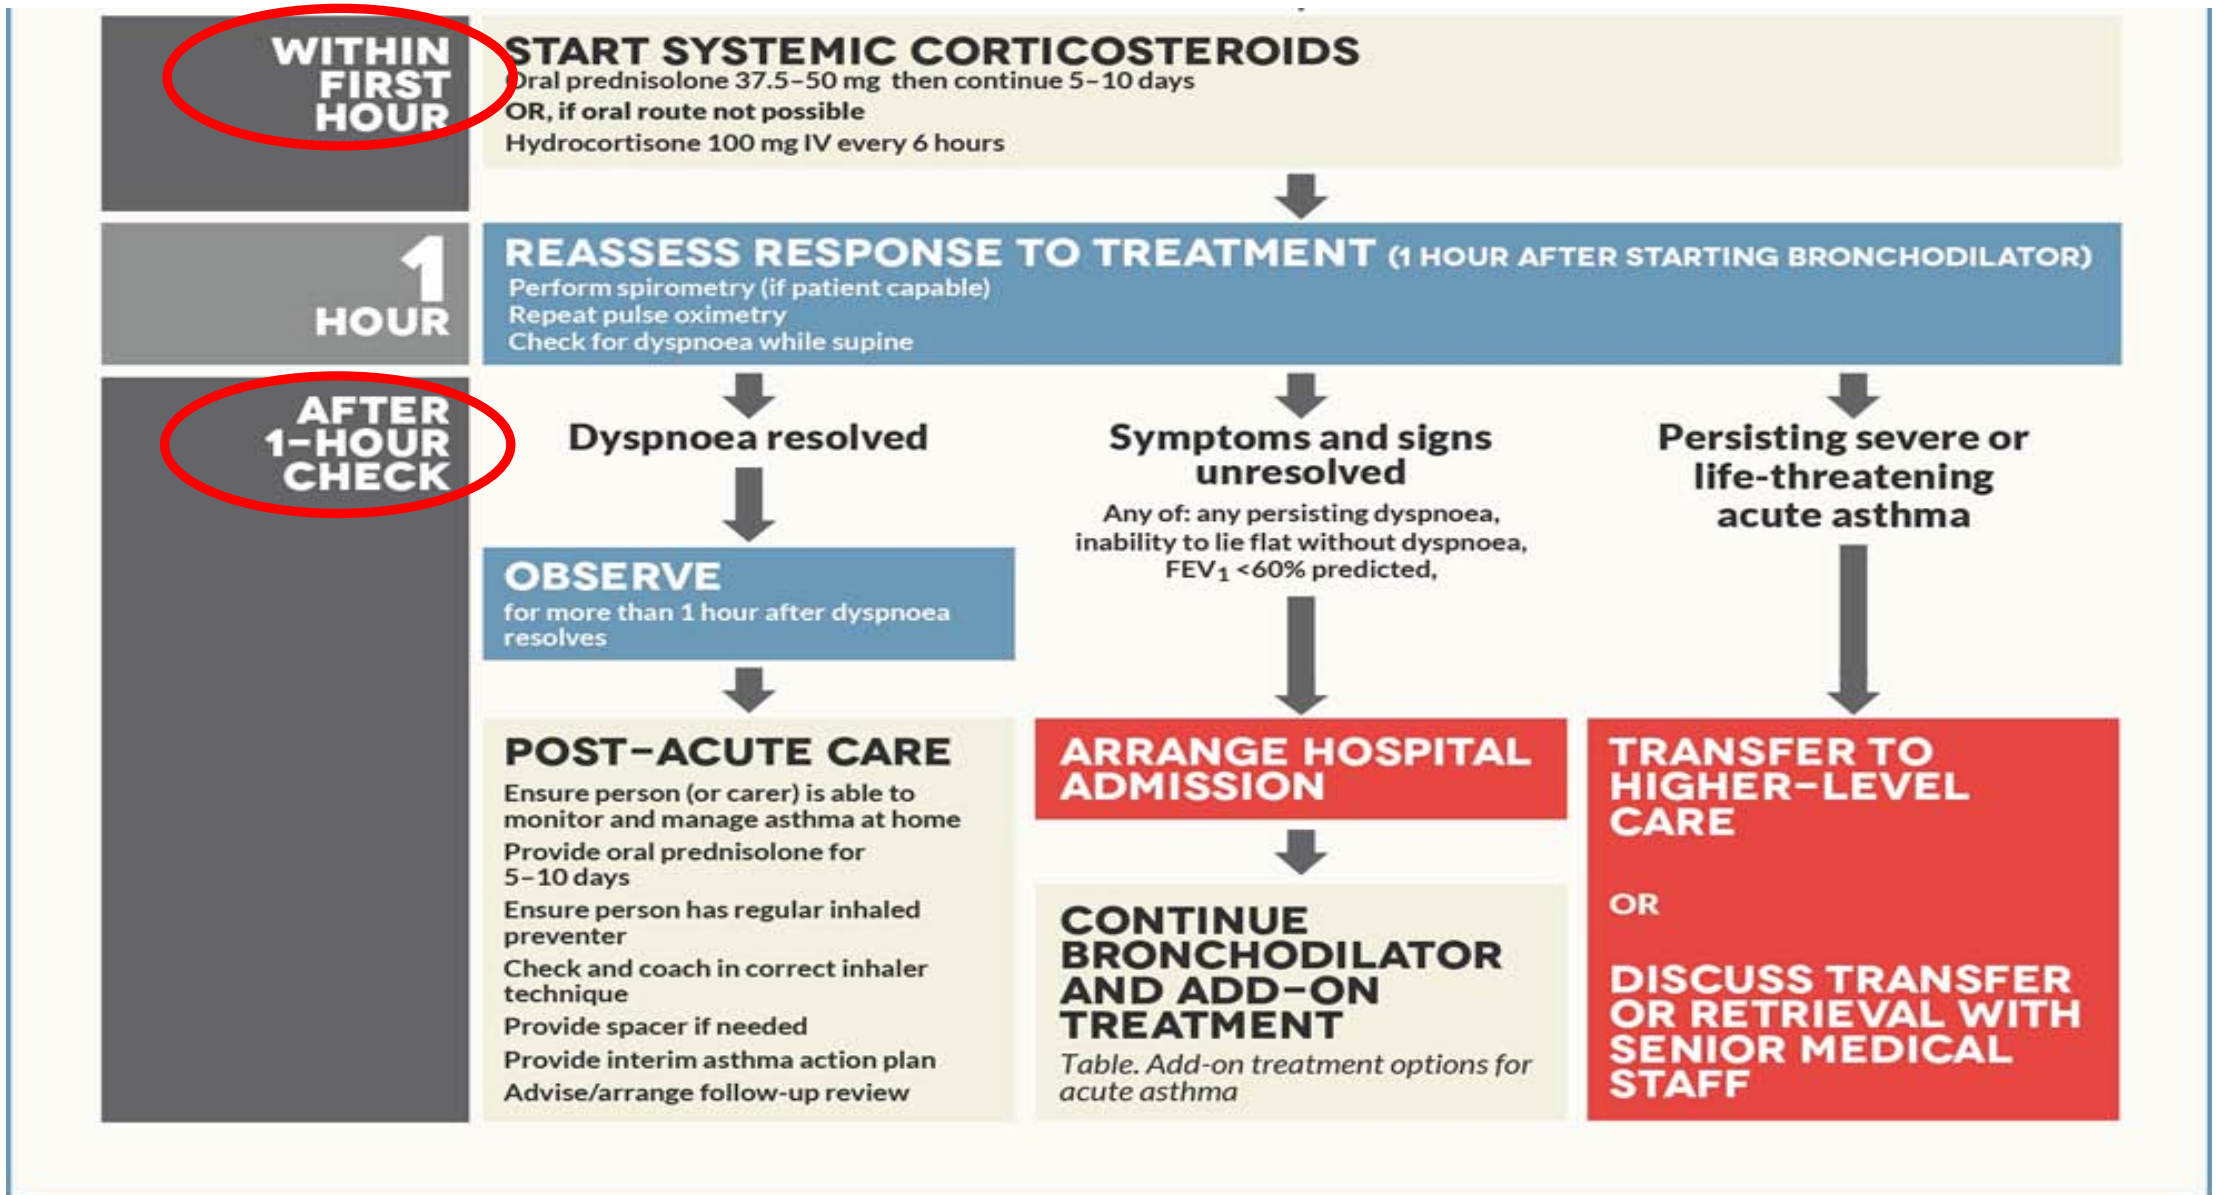 WITHIN
FIRST
HOUR
START SYSTEMIC CORTICOSTEROIDS
Oral prednisolone 37.5–50 mg then continue 5–10 days
OR, if oral route not possible
Hydrocortisone 100 mg IV every 6 hours
1
HOUR
REASSESS RESPONSE TO TREATMENT (1 HOUR AFTER STARTING BRONCHODILATOR)
Perform spirometry (if patient capable)
Repeat pulse oximetry
Check for dyspnoea while supine
AFTER
1-HOUR
CHECK
Dyspnoea resolved
OBSERVE
for more than 1 hour after dyspnoea
resolves
POST-ACUTE CARE
Ensure person (or carer) is able to
monitor and manage asthma at home
Provide oral prednisolone for
5–10 days
Ensure person has regular inhaled
preventer
Check and coach in correct inhaler
technique
Provide spacer if needed
Provide interim asthma action plan
Advise/arrange follow-up review
Symptoms and signs
unresolved
Any of: any persisting dyspnoea,
inability to lie flat without dyspnoea,
FEV₁ <60% predicted,
ARRANGE HOSPITAL
ADMISSION
CONTINUE
BRONCHODILATOR
AND ADD-ON
TREATMENT
Table. Add-on treatment options for
acute asthma
Persisting severe or
life-threatening
acute asthma
TRANSFER TO
HIGHER-LEVEL
CARE
OR
DISCUSS TRANSFER
OR RETRIEVAL WITH
SENIOR MEDICAL
STAFF